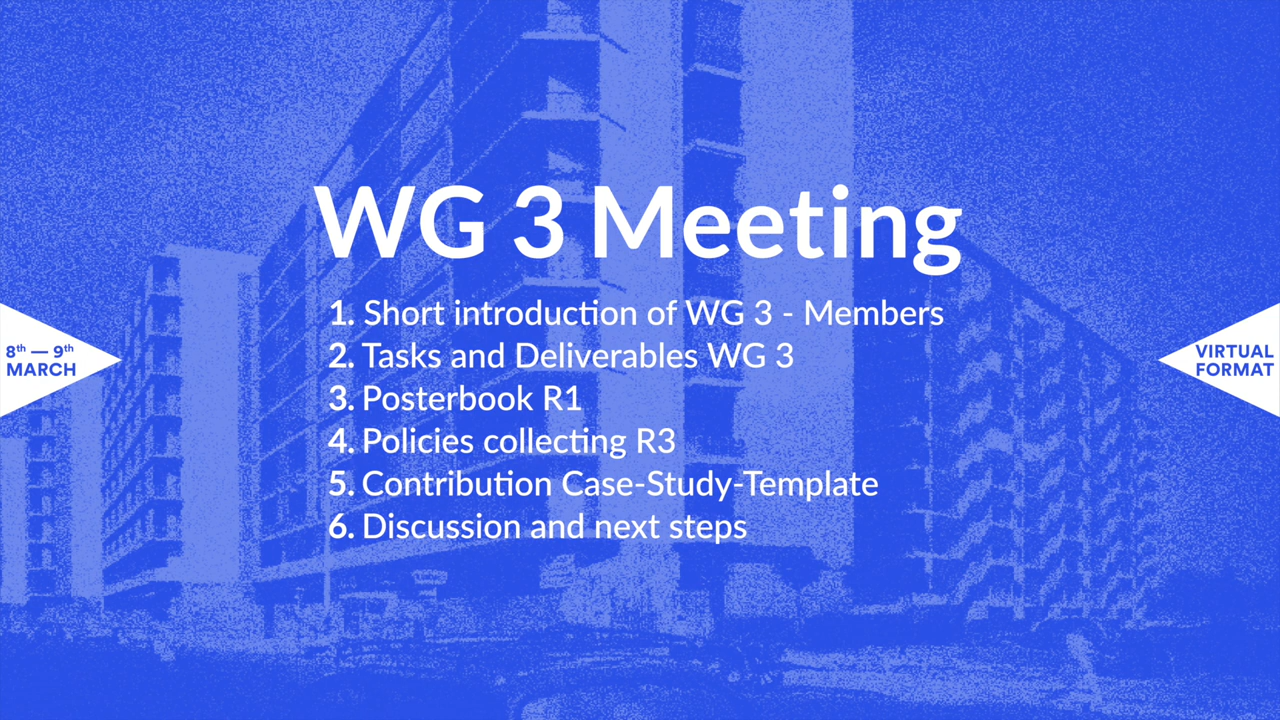 WG 3 Meeting
1. Short introduction of WG 3 - Members
2. Tasks and Deliverables WG 3
3. Posterbook R1
4. Policies collecting R3
5. Contribution Case-Study-Template
6. Discussion and next steps
8th — 9th
MARCH
VIRTUAL
FORMAT